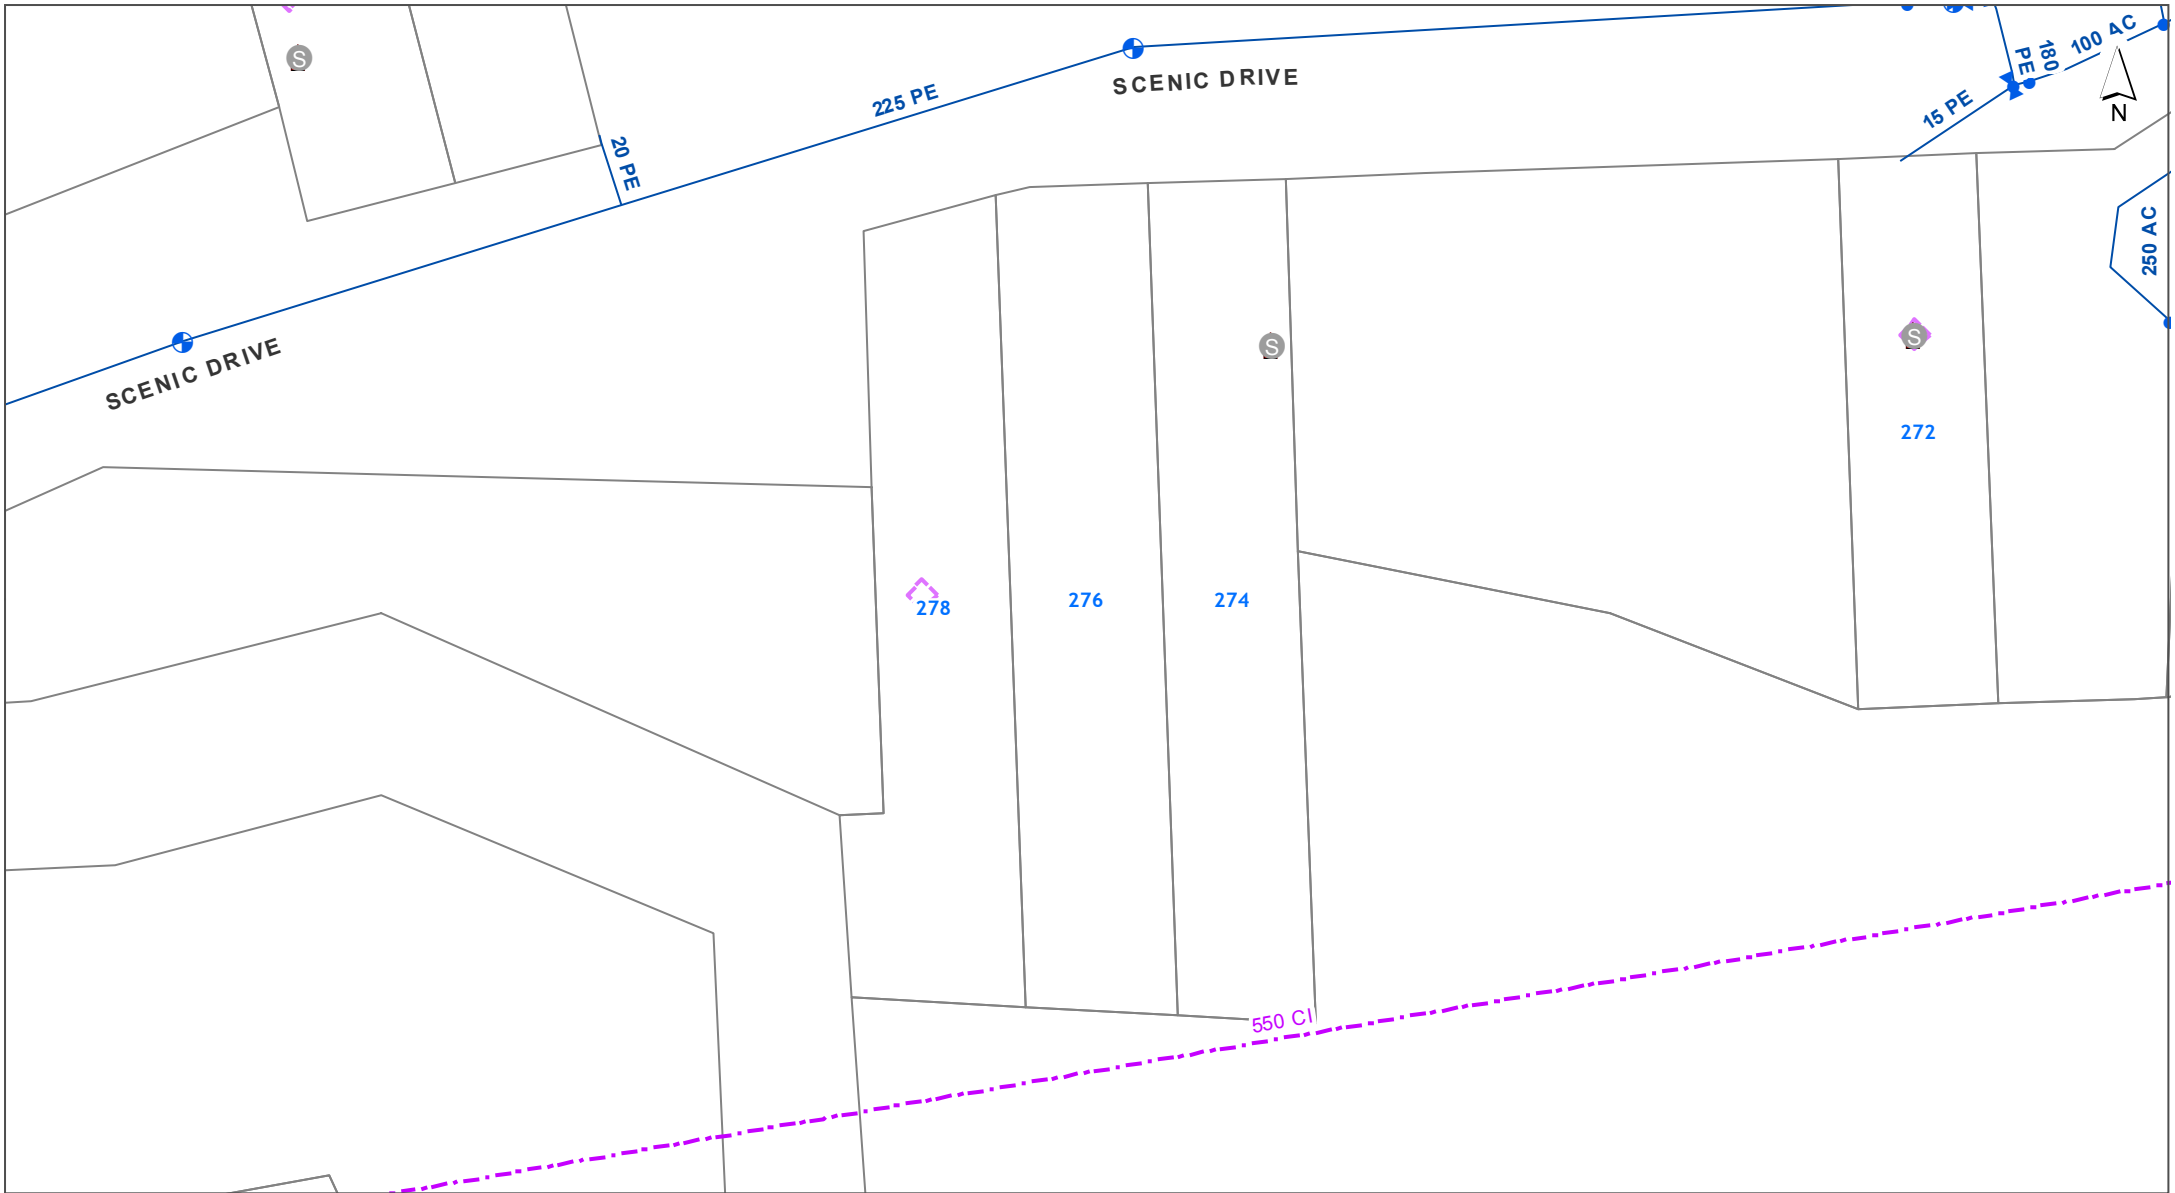 S
100 AC
180
PE
SCENIC DRIVE
225 PE
15 PE
N
20 PE
250 AC
S
S
SCENIC DRIVE
272
278
276
274
550 CI